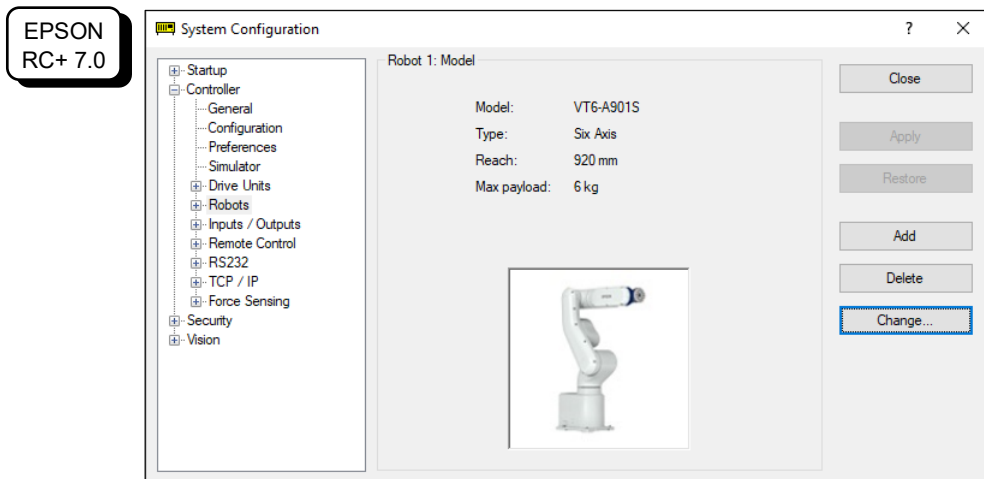 EPSON
RC+ 7.0
System Configuration
?
Startup
Controller
General
Configuration
Preferences
Simulator
Drive Units
Robots
Inputs / Outputs
Remote Control
RS232
TCP / IP
Force Sensing
Security
Vision
Robot 1: Model
Model: VT6-A901S
Type: Six Axis
Reach: 920 mm
Max payload: 6 kg
Close
Apply
Restore
Add
Delete
Change...